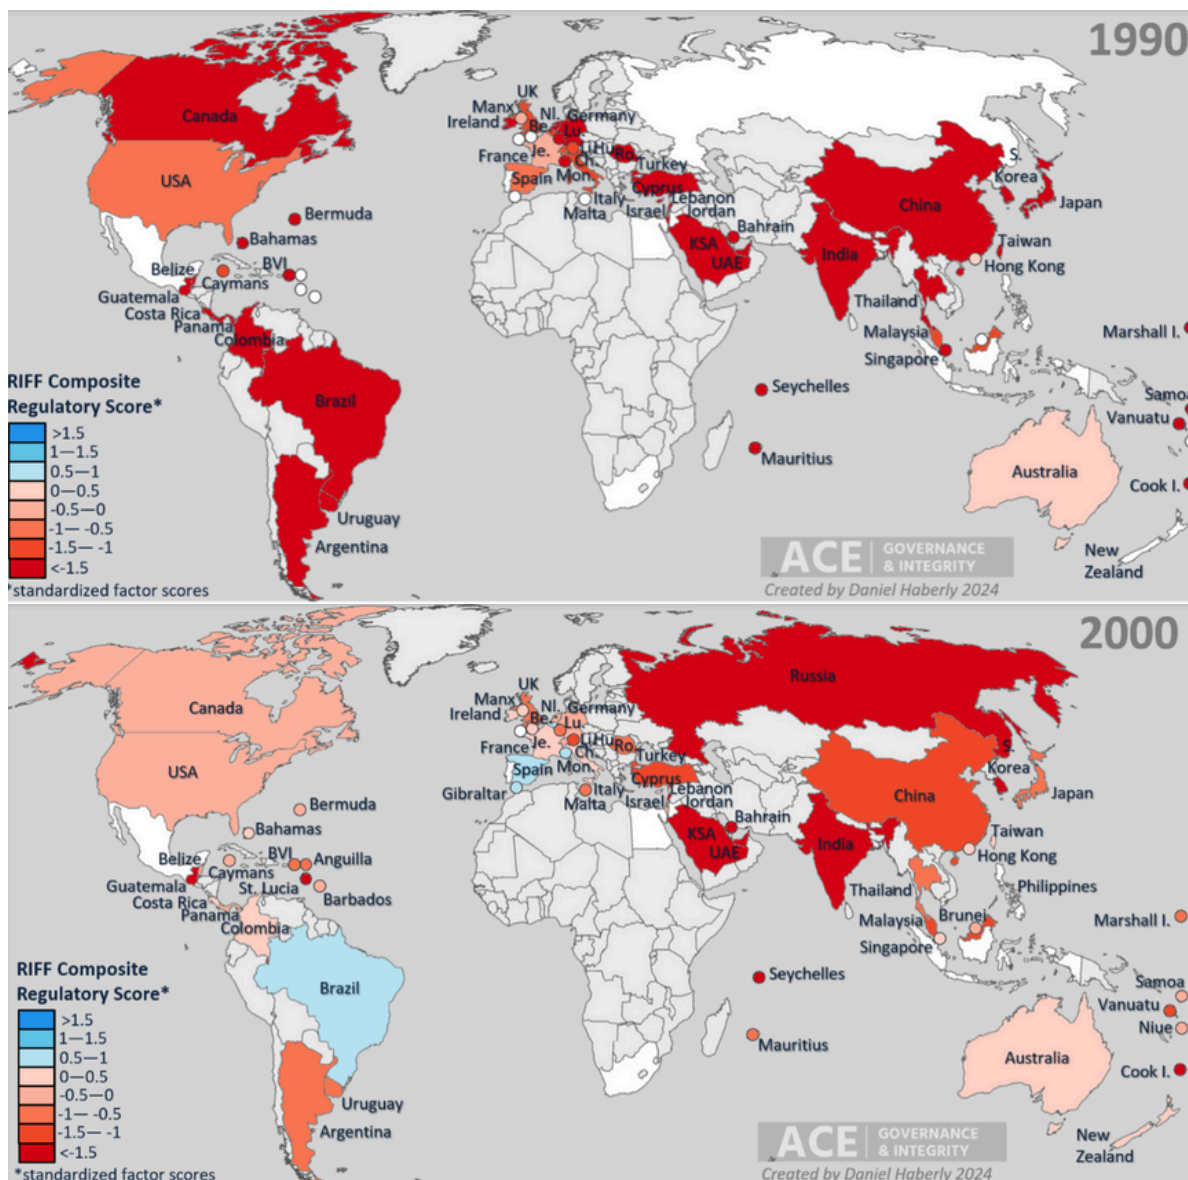 1990
Canada
USA
Bermuda
Bahamas
Belize
BVI
Caymans
Guatemala
Costa Rica
Panama
Colombia
Brazil
Uruguay
Argentina
UK
Manx
Ireland
Nl.
Germany
Be.
Lu.
France
Je.
Li
Hu
Ro.
Ch.
Turkey
Spain
Mon.
Cyprus
Italy
Malta
Israel
Lebanon
Jordan
KSA
UAE
Bahrain
India
China
S.
Korea
Japan
Taiwan
Hong Kong
Thailand
Malaysia
Singapore
Marshall I.
Seychelles
Mauritius
Samoa
Vanuatu
Cook I.
Australia
New
Zealand
RIFF Composite
Regulatory Score*
>1.5
1—1.5
0.5—1
0—0.5
-0.5—0
-1— -0.5
-1.5— -1
<-1.5
*standardized factor scores
ACE GOVERNANCE
& INTEGRITY
Created by Daniel Haberly 2024
2000
Canada
USA
Bermuda
Bahamas
Belize
BVI
Anguilla
Caymans
St. Lucia
Barbados
Guatemala
Costa Rica
Panama
Colombia
Brazil
Uruguay
Argentina
UK
Manx
Ireland
Nl.
Germany
Be.
Lu.
France
Je.
Li
Hu
Ro.
Ch.
Turkey
Spain
Mon.
Cyprus
Gibraltar
Italy
Malta
Israel
Lebanon
Jordan
KSA
UAE
Bahrain
India
Russia
China
S.
Korea
Japan
Taiwan
Hong Kong
Thailand
Philippines
Malaysia
Brunei
Singapore
Marshall I.
Seychelles
Mauritius
Samoa
Vanuatu
Niue
Cook I.
Australia
New
Zealand
RIFF Composite
Regulatory Score*
>1.5
1—1.5
0.5—1
0—0.5
-0.5—0
-1— -0.5
-1.5— -1
<-1.5
*standardized factor scores
ACE GOVERNANCE
& INTEGRITY
Created by Daniel Haberly 2024